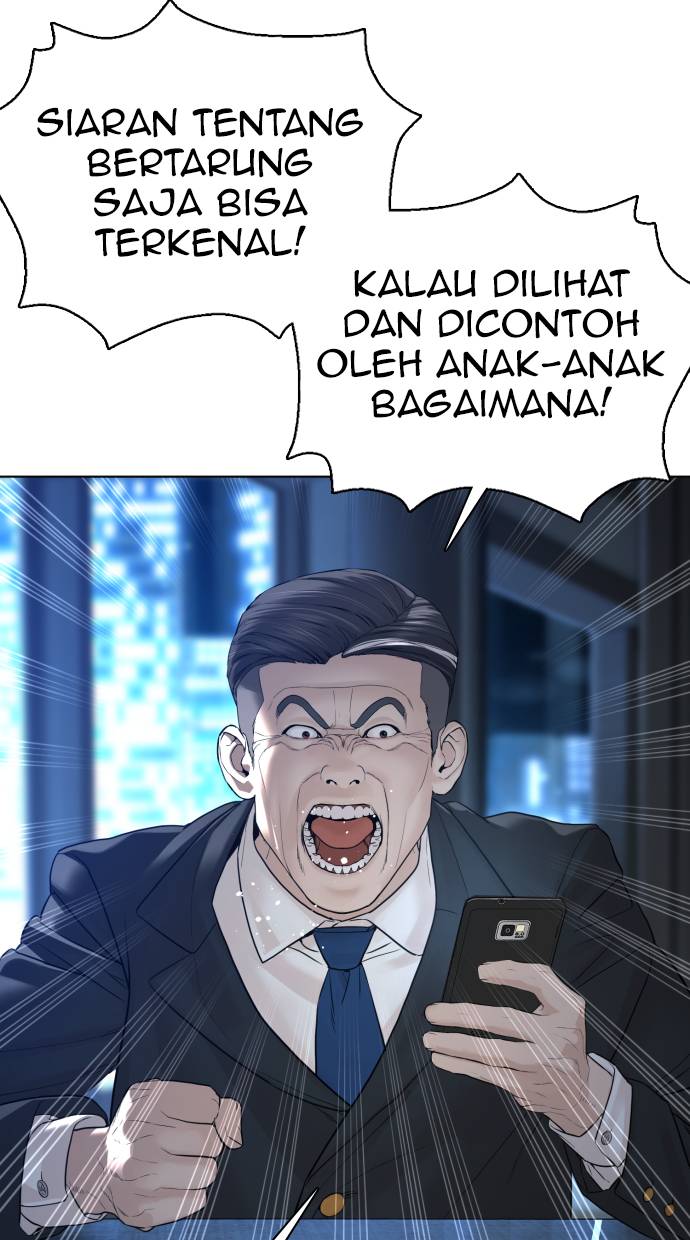 SIARAN TENTANG
BERTARUNG
SAJA BISA
TERKENAL!
KALAU DILIHAT
DAN DICONTOH
OLEH ANAK-ANAK
BAGAIMANA!